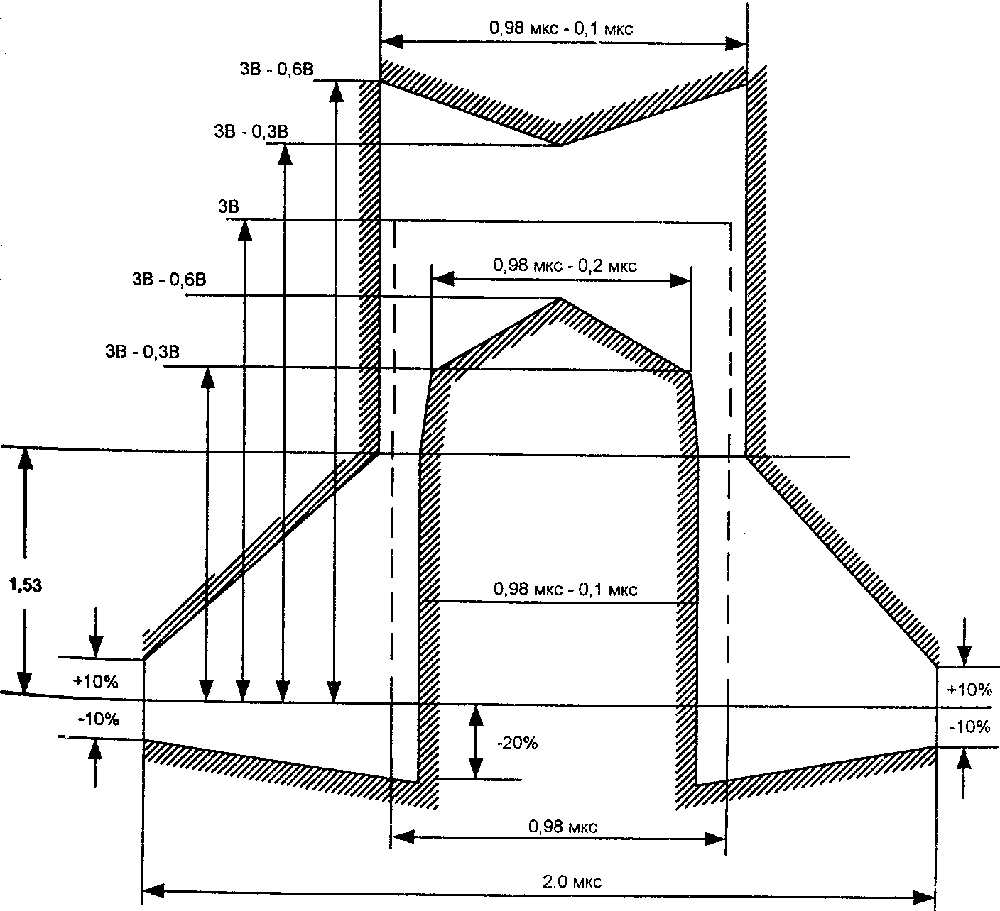 0,98 мкс - 0,1 мкс
3В - 0,6В
3В - 0,3В
3В
0,98 мкс - 0,2 мкс
3В - 0,6В
3В - 0,3В
1,53
0,98 мкс - 0,1 мкс
+10%
+10%
-10%
-10%
-20%
0,98 мкс
2,0 мкс